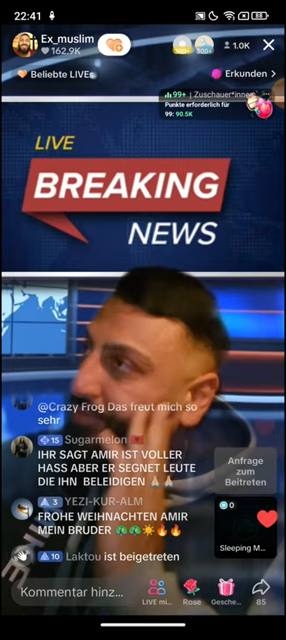 22:41
88
Ex_muslim
162.9K
300+
1.0K
Beliebte LIVEs
Erkunden
99+ | Zuschauer*innen
Punkte erforderlich für
99: 90.5K
LIVE
BREAKING
NEWS
@Crazy Frog Das freut mich so
sehr
15 Sugarmelon 🇦🇱
IHR SAGT AMIR IST VOLLER
HASS ABER ER SEGNET LEUTE
DIE IHN BELEIDIGEN 🙏🏼🙏🏼
3 YEZI-KUR-ALM
FROHE WEIHNACHTEN AMIR
MEIN BRUDER 🎄🎄☀️🔥🔥
10 Laktou ist beigetreten
Anfrage
zum
Beitreten
0
Sleeping M...
Kommentar hinz...
LIVE mi...
Rose
Gesche...
85